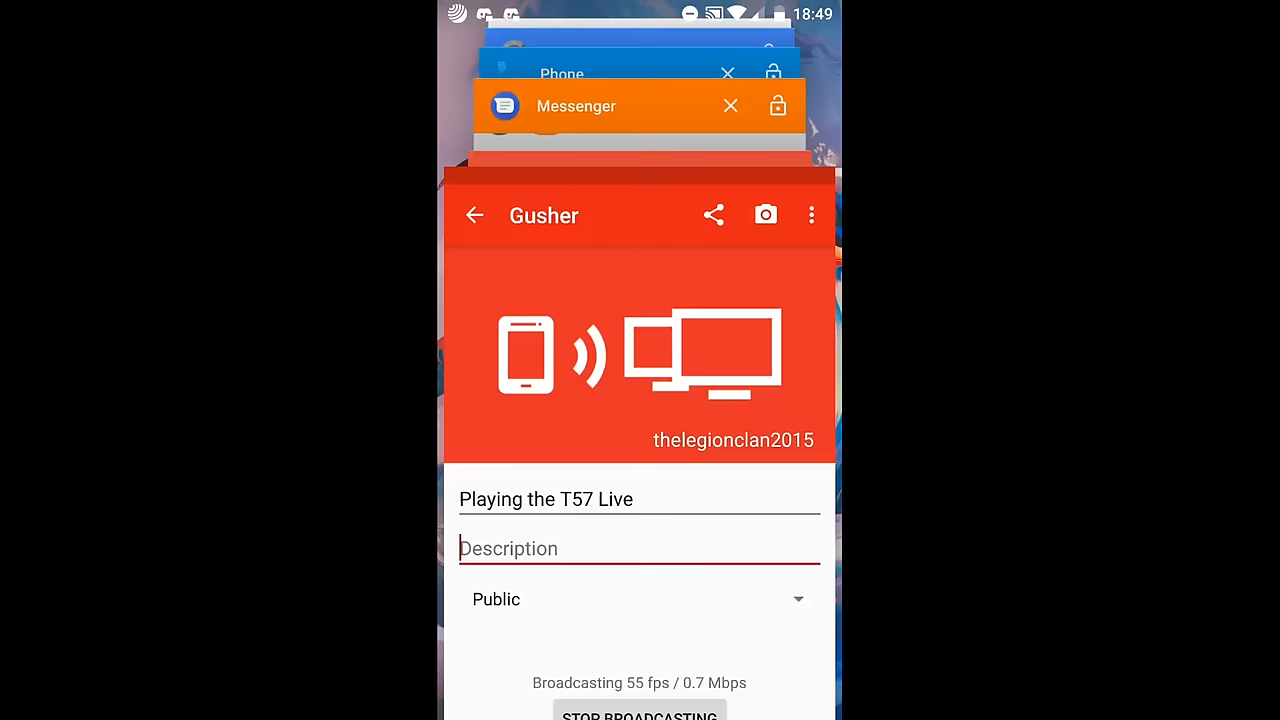 18:49
Phone
Messenger
Gusher
thelegionclan2015
Playing the T57 Live
Description
Public
Broadcasting 55 fps / 0.7 Mbps
STOP BROADCASTING